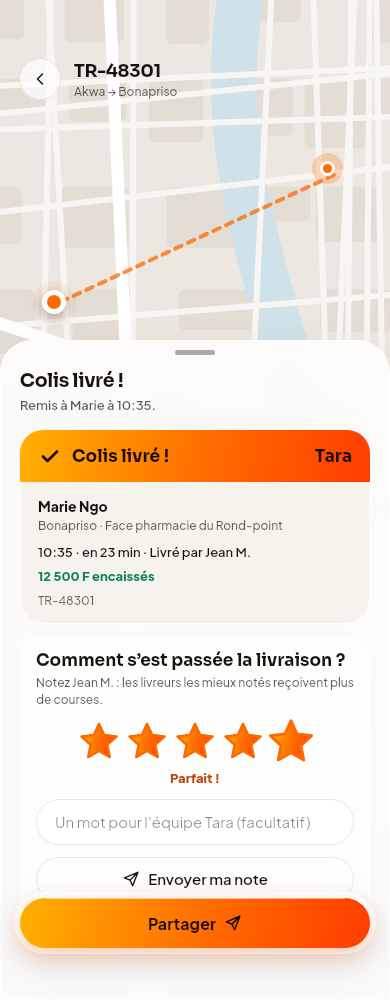 TR-48301
Akwa → Bonapriso
Colis livré !
Remis à Marie à 10:35.
Colis livré ! Tara
Marie Ngo
Bonapriso · Face pharmacie du Rond-point
10:35 · en 23 min · Livré par Jean M.
12 500 F encaissés
TR-48301
Comment s’est passée la livraison ?
Notez Jean M. : les livreurs les mieux notés reçoivent plus
de courses.
Parfait !
Un mot pour l’équipe Tara (facultatif)
Envoyer ma note
Partager